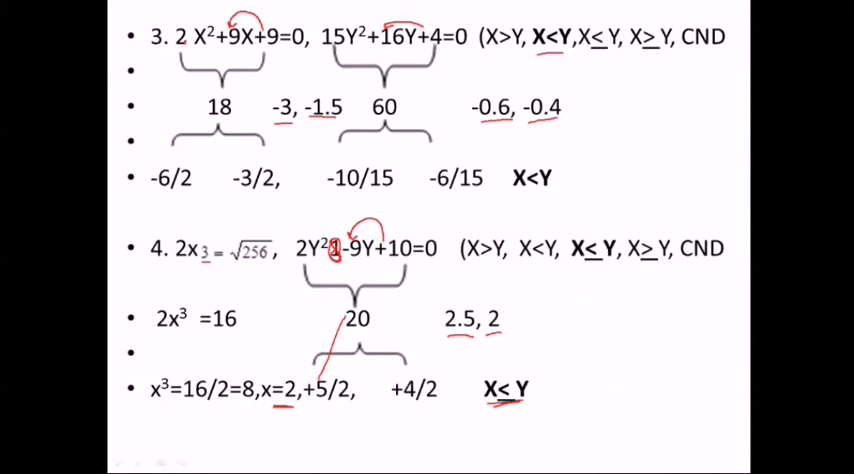 • 3. 2 X²+9X+9=0, 15Y²+16Y+4=0 (X>Y, X<Y,X≤Y, X≥Y, CND
•
• 18 -3, -1.5 60 -0.6, -0.4
•
• -6/2 -3/2, -10/15 -6/15 X<Y
• 4. 2x3 = √256, 2Y²1-9Y+10=0 (X>Y, X<Y, X≤Y, X≥Y, CND
• 2x³ =16 20 2.5, 2
•
• x³=16/2=8,x=2,+5/2, +4/2 X≤Y